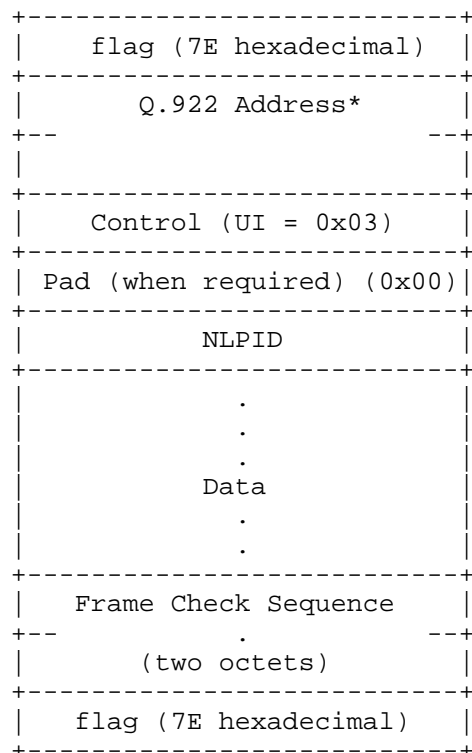 +---------------------------+
|    flag (7E hexadecimal)  |
+---------------------------+
|       Q.922 Address*      |
+--                       --+
|                           |
+---------------------------+
|    Control (UI = 0x03)    |
+---------------------------+
| Pad (when required) (0x00)|
+---------------------------+
|           NLPID           |
+---------------------------+
|               .           |
|               .           |
|               .           |
|           Data            |
|               .           |
|               .           |
+---------------------------+
|   Frame Check Sequence    |
+--             .         --+
|       (two octets)        |
+---------------------------+
|   flag (7E hexadecimal)   |
+---------------------------+